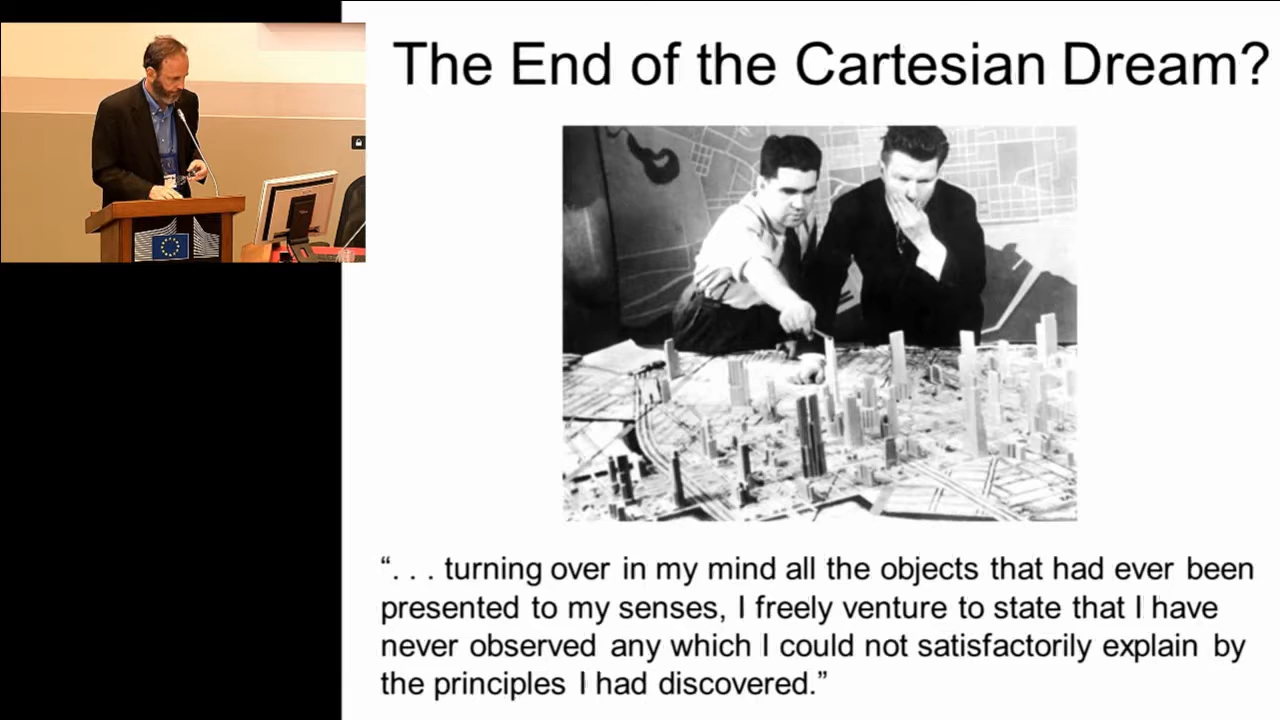 The End of the Cartesian Dream?
“. . . turning over in my mind all the objects that had ever been
presented to my senses, I freely venture to state that I have
never observed any which I could not satisfactorily explain by
the principles I had discovered.”